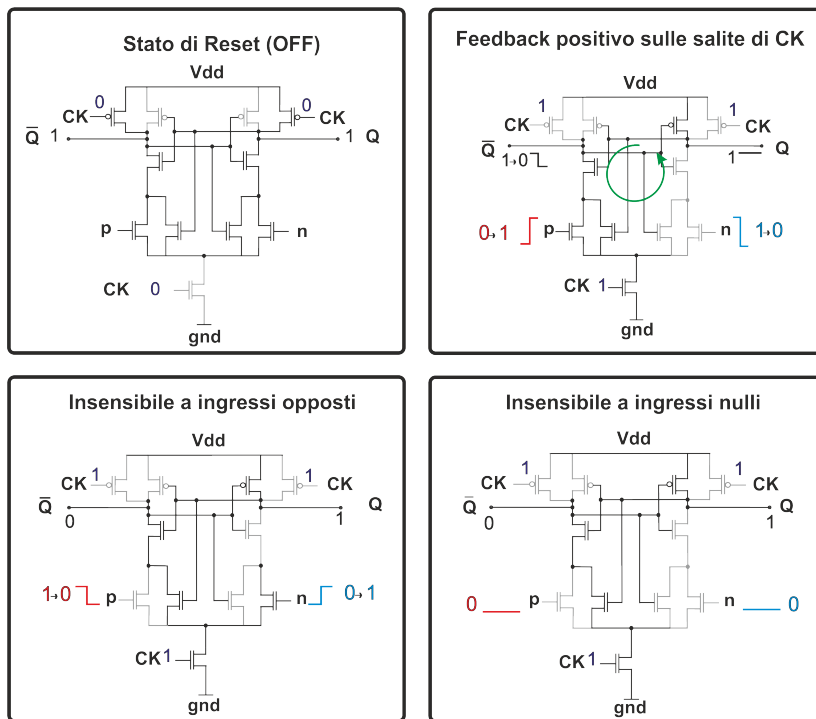 Stato di Reset (OFF)
Vdd
0
0
CK
CK
Q̅ 1
1 Q
p
n
CK 0
gnd
Feedback positivo sulle salite di CK
Vdd
1
1
CK
CK
Q̅
Q
1→0
1
0→1
p
n
1→0
CK 1
gnd
Insensibile a ingressi opposti
Vdd
CK 1
1 CK
Q̅
Q
0
1
1→0
p
n
0→1
CK 1
gnd
Insensibile a ingressi nulli
Vdd
1
1
CK
CK
Q̅
Q
0
1
0
p
n
0
CK 1
gnd